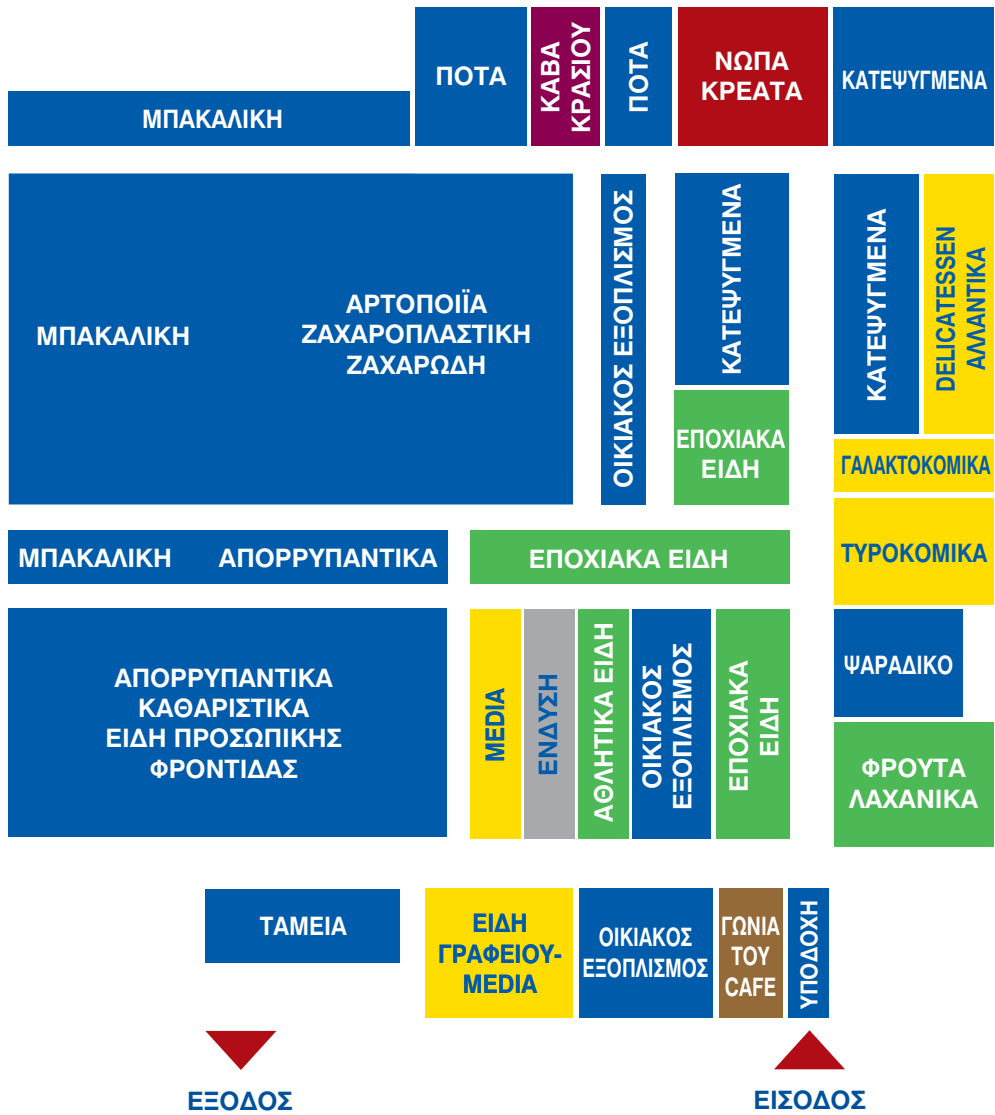 ΜΠΑΚΑΛΙΚΗ
ΠΟΤΑ
ΚΑΒΑ
ΚΡΑΣΙΟΥ
ΠΟΤΑ
ΝΩΠΑ
ΚΡΕΑΤΑ
ΚΑΤΕΨΥΓΜΕΝΑ
ΜΠΑΚΑΛΙΚΗ
ΑΡΤΟΠΟΙΪΑ
ΖΑΧΑΡΟΠΛΑΣΤΙΚΗ
ΖΑΧΑΡΩΔΗ
ΟΙΚΙΑΚΟΣ ΕΞΟΠΛΙΣΜΟΣ
ΚΑΤΕΨΥΓΜΕΝΑ
ΕΠΟΧΙΑΚΑ
ΕΙΔΗ
ΚΑΤΕΨΥΓΜΕΝΑ
DELICATESSEN
ΑΛΛΑΝΤΙΚΑ
ΓΑΛΑΚΤΟΚΟΜΙΚΑ
ΤΥΡΟΚΟΜΙΚΑ
ΜΠΑΚΑΛΙΚΗ ΑΠΟΡΡΥΠΑΝΤΙΚΑ
ΕΠΟΧΙΑΚΑ ΕΙΔΗ
ΑΠΟΡΡΥΠΑΝΤΙΚΑ
ΚΑΘΑΡΙΣΤΙΚΑ
ΕΙΔΗ ΠΡΟΣΩΠΙΚΗΣ
ΦΡΟΝΤΙΔΑΣ
MEDIA
ΕΝΔΥΣΗ
ΑΘΛΗΤΙΚΑ ΕΙΔΗ
ΟΙΚΙΑΚΟΣ
ΕΞΟΠΛΙΣΜΟΣ
ΕΠΟΧΙΑΚΑ
ΕΙΔΗ
ΨΑΡΑΔΙΚΟ
ΦΡΟΥΤΑ
ΛΑΧΑΝΙΚΑ
ΤΑΜΕΙΑ
ΕΙΔΗ
ΓΡΑΦΕΙΟΥ-
MEDIA
ΟΙΚΙΑΚΟΣ
ΕΞΟΠΛΙΣΜΟΣ
ΓΩΝΙΑ
ΤΟΥ
CAFE
ΥΠΟΔΟΧΗ
ΕΞΟΔΟΣ
ΕΙΣΟΔΟΣ